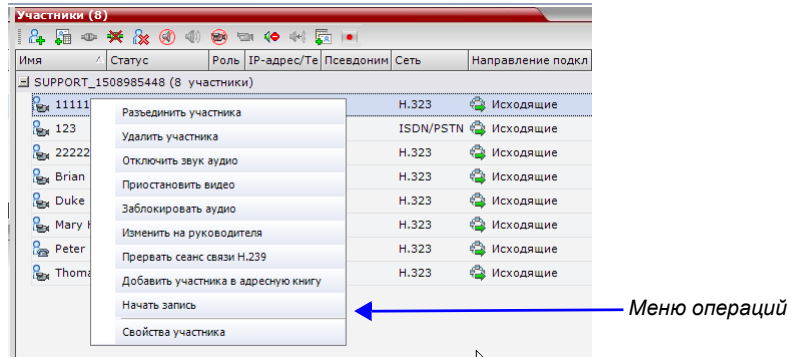 Участники (8)
Имя Статус Роль IP-адрес/Те Псевдоним Сеть Направление подкл
SUPPORT_1508985448 (8 участники)
11111 H.323 Исходящие
123 ISDN/PSTN Исходящие
22222 H.323 Исходящие
Brian H.323 Исходящие
Duke H.323 Исходящие
Mary H.323 Исходящие
Peter H.323 Исходящие
Thoma H.323 Исходящие
Разъединить участника
Удалить участника
Отключить звук аудио
Приостановить видео
Заблокировать аудио
Изменить на руководителя
Прервать сеанс связи H.239
Добавить участника в адресную книгу
Начать запись
Свойства участника
Меню операций